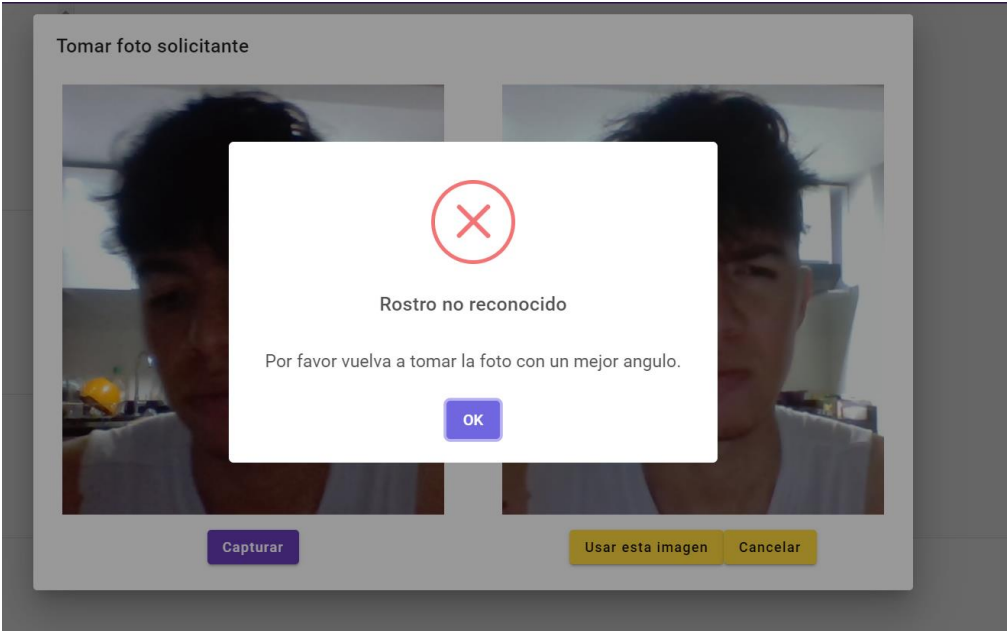 Tomar foto solicitante
Rostro no reconocido
Por favor vuelva a tomar la foto con un mejor angulo.
OK
Capturar
Usar esta imagen
Cancelar